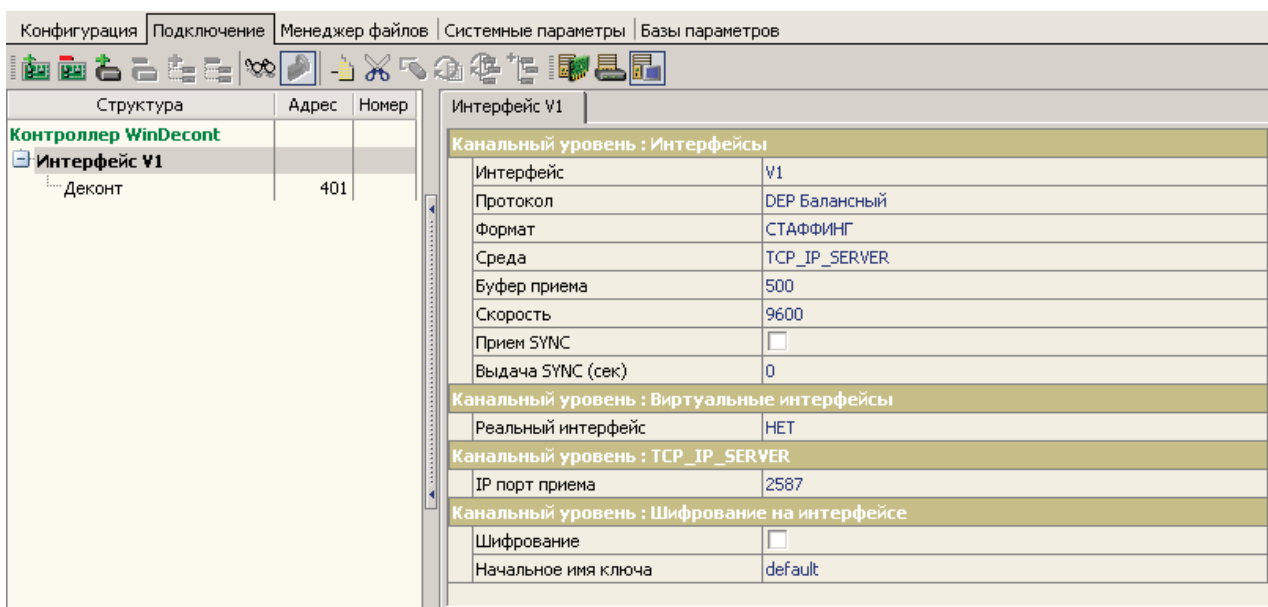 Конфигурация Подключение Менеджер файлов Системные параметры Базы параметров
Структура Адрес Номер
Контроллер WinDecont
Интерфейс V1
Деконт 401
Интерфейс V1
Канальный уровень : Интерфейсы
Интерфейс V1
Протокол DEP Балансный
Формат СТАФФИНГ
Среда TCP_IP_SERVER
Буфер приема 500
Скорость 9600
Прием SYNC
Выдача SYNC (сек) 0
Канальный уровень : Виртуальные интерфейсы
Реальный интерфейс НЕТ
Канальный уровень : TCP_IP_SERVER
IP порт приема 2587
Канальный уровень : Шифрование на интерфейсе
Шифрование
Начальное имя ключа default